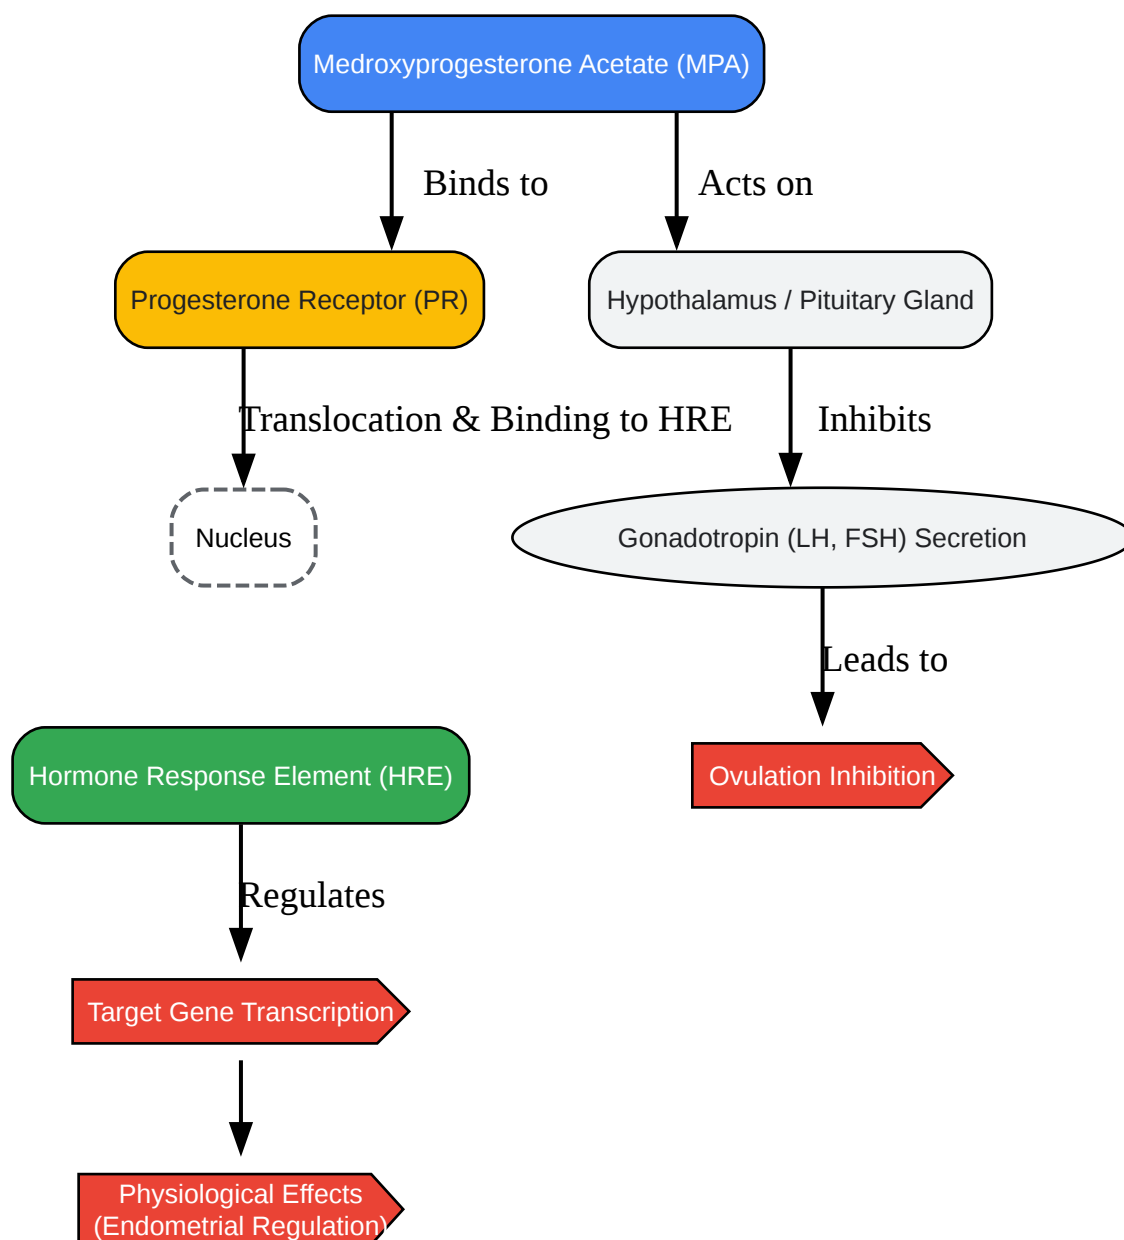 Medroxyprogesterone Acetate (MPA)
Binds to
Acts on
Progesterone Receptor (PR)
Hypothalamus / Pituitary Gland
Translocation & Binding to HRE
Inhibits
Nucleus
Gonadotropin (LH, FSH) Secretion
Leads to
Hormone Response Element (HRE)
Ovulation Inhibition
Regulates
Target Gene Transcription
Physiological Effects
(Endometrial Regulation)